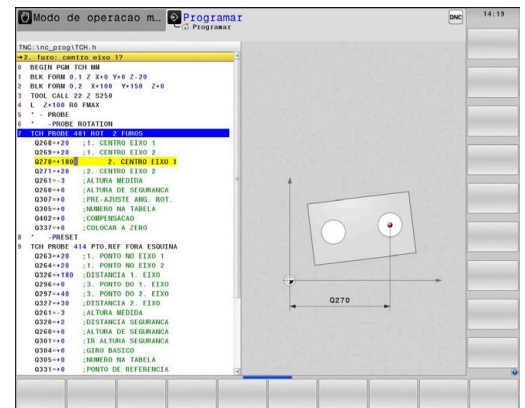 Modo de operacao m…
Programar
Programar
DNC
14:19
TNC:\nc_prog\TCH.h
→2. furo: centro eixo 1?
0 BEGIN PGM TCH MM
1 BLK FORM 0.1 Z X+0 Y+0 Z-20
2 BLK FORM 0.2 X+100 Y+150 Z+0
3 TOOL CALL 22 Z S250
4 L Z+100 R0 FMAX
5 * - PROBE
6 * -PROBE ROTATION
7 TCH PROBE 401 ROT 2 FUROS
Q268=+20 ;1. CENTRO EIXO 1
Q269=+20 ;1. CENTRO EIXO 2
Q270=+180 2. CENTRO EIXO 1
Q271=+20 ;2. CENTRO EIXO 2
Q261=-3 ;ALTURA MEDIDA
Q260=+0 ;ALTURA DE SEGURANCA
Q307=+0 ;PRE-AJUSTE ANG. ROT.
Q305=+0 ;NUMERO NA TABELA
Q402=+0 ;COMPENSACAO
Q337=+0 ;COLOCAR A ZERO
8 * -PRESET
9 TCH PROBE 414 PTO.REF FORA ESQUINA
Q263=+20 ;1. PONTO NO EIXO 1
Q264=+20 ;1. PONTO NO EIXO 2
Q326=+180 ;DISTANCIA 1. EIXO
Q296=+0 ;3. PONTO DO 1. EIXO
Q297=+40 ;3. PONTO DO 2. EIXO
Q327=+30 ;DISTANCIA 2. EIXO
Q261=-3 ;ALTURA MEDIDA
Q320=+2 ;DISTANCIA SEGURANCA
Q260=+0 ;ALTURA DE SEGURANCA
Q301=+0 ;IR ALTURA SEGURANCA
Q304=+0 ;GIRO BASICO
Q305=+0 ;NUMERO NA TABELA
Q331=+0 ;PONTO DE REFERENCIA
Q270